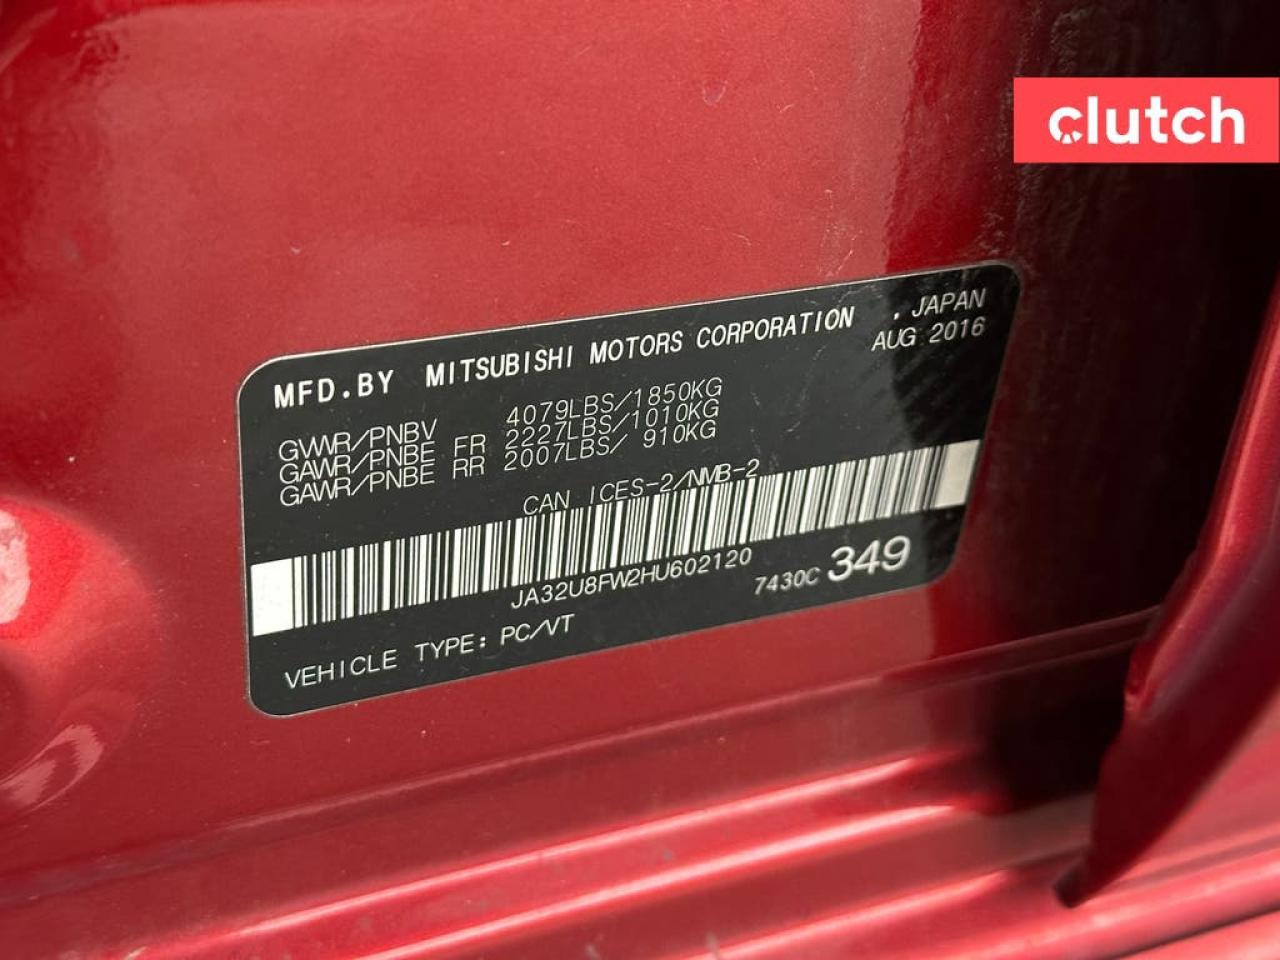 clutch
MFD.BY MITSUBISHI MOTORS CORPORATION . JAPAN
AUG 2016
GVWR/PNBV 4079LBS/1850KG
GAWR/PNBE FR 2227LBS/1010KG
GAWR/PNBE RR 2007LBS/ 910KG
CAN ICES-2/NMB-2
JA32U8FW2HU602120
7430C 349
VEHICLE TYPE: PC/VT